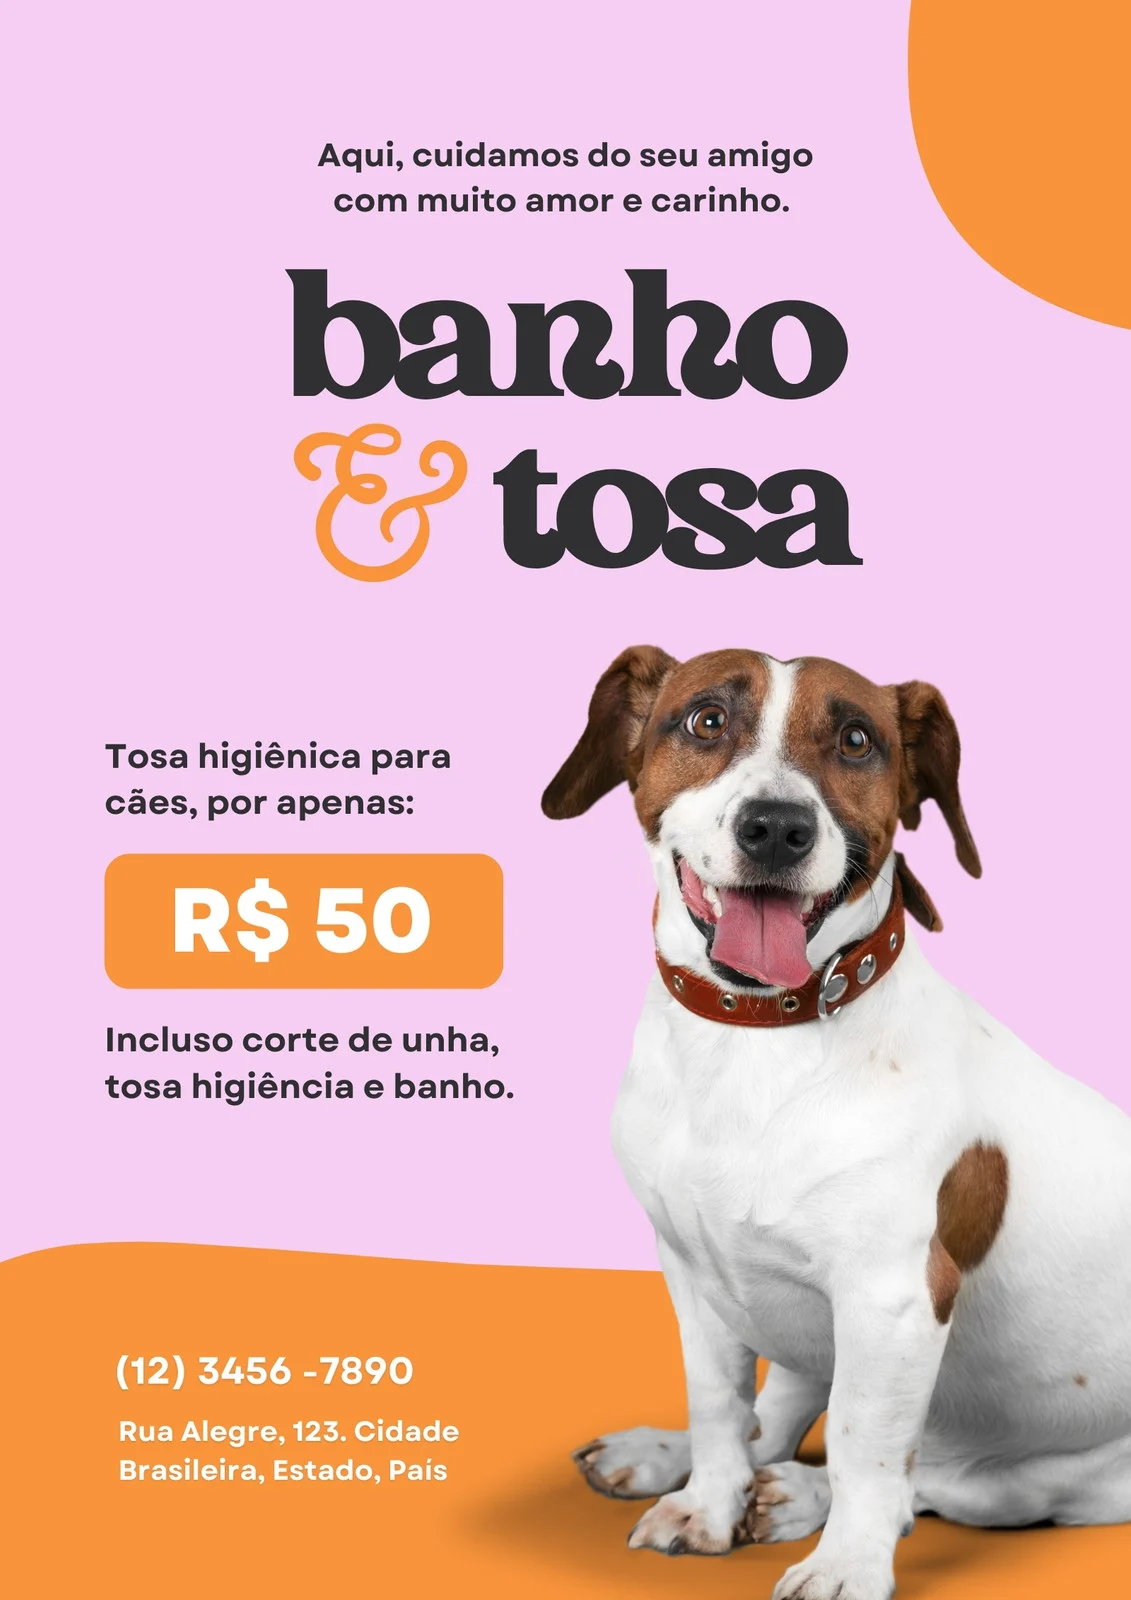 Aqui, cuidamos do seu amigo
com muito amor e carinho.
banho
& tosa
Tosa higiênica para
cães, por apenas:
R$ 50
Incluso corte de unha,
tosa higiência e banho.
(12) 3456 -7890
Rua Alegre, 123. Cidade
Brasileira, Estado, País